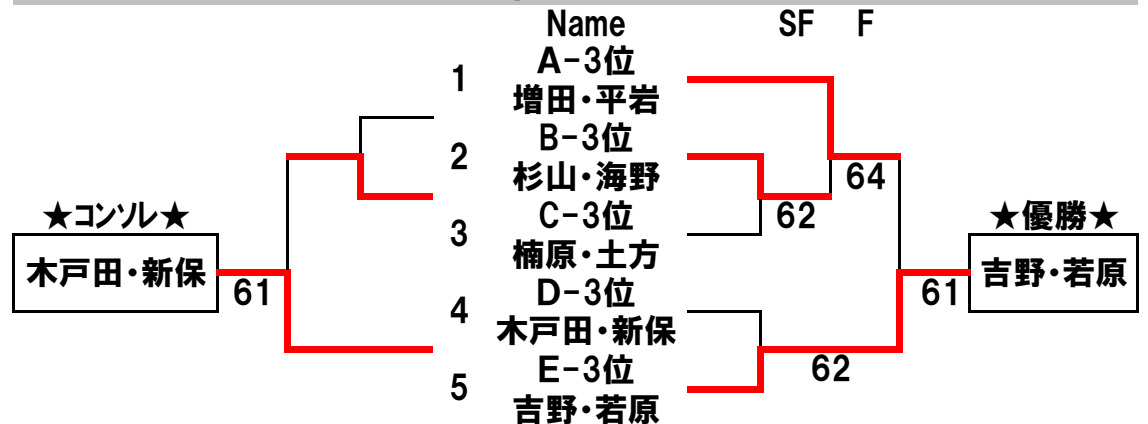 Name SF F
1 A-3位
増田・平岩
2 B-3位
杉山・海野
64
3 C-3位
楠原・土方
62
★コンソル★
木戸田・新保
61
4 D-3位
木戸田・新保
5 E-3位
吉野・若原
62
★優勝★
吉野・若原
61